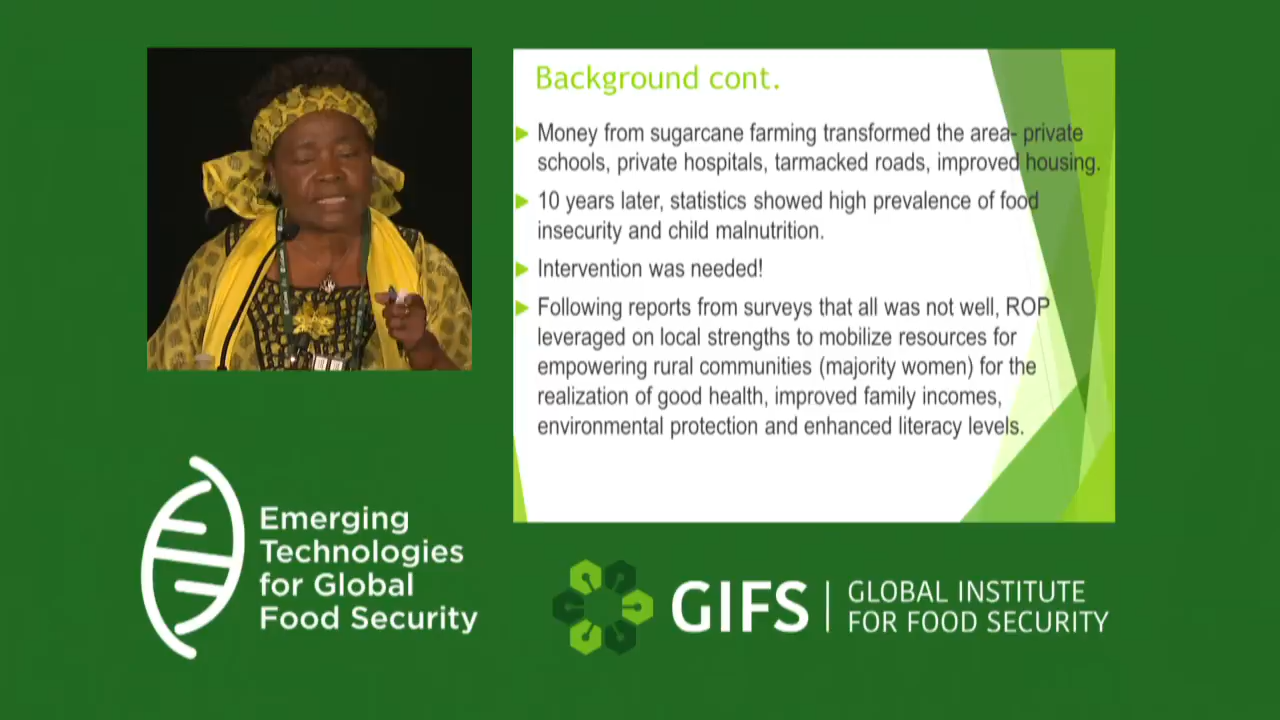 Background cont.
Money from sugarcane farming transformed the area- private
schools, private hospitals, tarmacked roads, improved housing.
10 years later, statistics showed high prevalence of food
insecurity and child malnutrition.
Intervention was needed!
Following reports from surveys that all was not well, ROP
leveraged on local strengths to mobilize resources for
empowering rural communities (majority women) for the
realization of good health, improved family incomes,
environmental protection and enhanced literacy levels.
Emerging
Technologies
for Global
Food Security
GIFS
GLOBAL INSTITUTE
FOR FOOD SECURITY